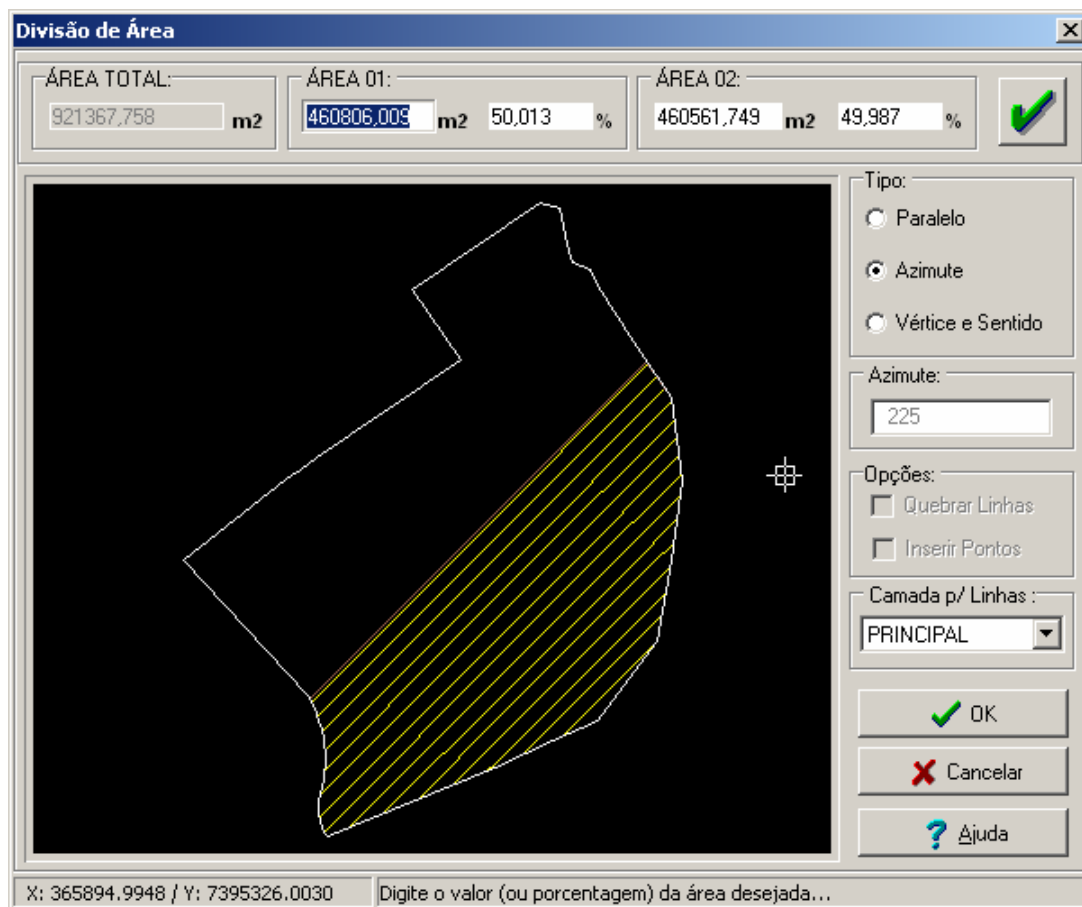 Divisão de Área
ÁREA TOTAL:
921367,758 m2
ÁREA 01:
460806,009 m2 50,013 %
ÁREA 02:
460561,749 m2 49,987 %
Tipo:
Paralelo
Azimute
Vértice e Sentido
Azimute:
225
Opções:
Quebrar Linhas
Inserir Pontos
Camada p/ Linhas :
PRINCIPAL
OK
Cancelar
? Ajuda
X: 365894.9948 / Y: 7395326.0030
Digite o valor (ou porcentagem) da área desejada...